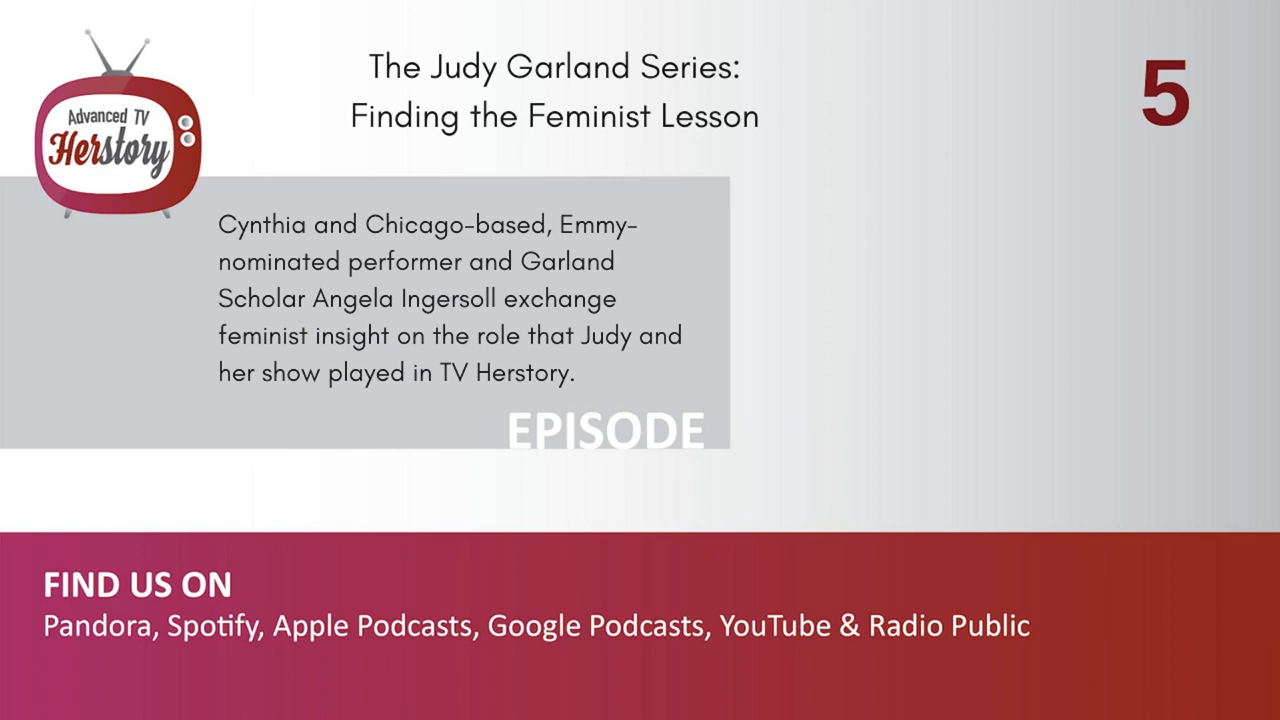 Advanced TV
Herstory
The Judy Garland Series:
Finding the Feminist Lesson
5
Cynthia and Chicago-based, Emmy-
nominated performer and Garland
Scholar Angela Ingersoll exchange
feminist insight on the role that Judy and
her show played in TV Herstory.
EPISODE
FIND US ON
Pandora, Spotify, Apple Podcasts, Google Podcasts, YouTube & Radio Public